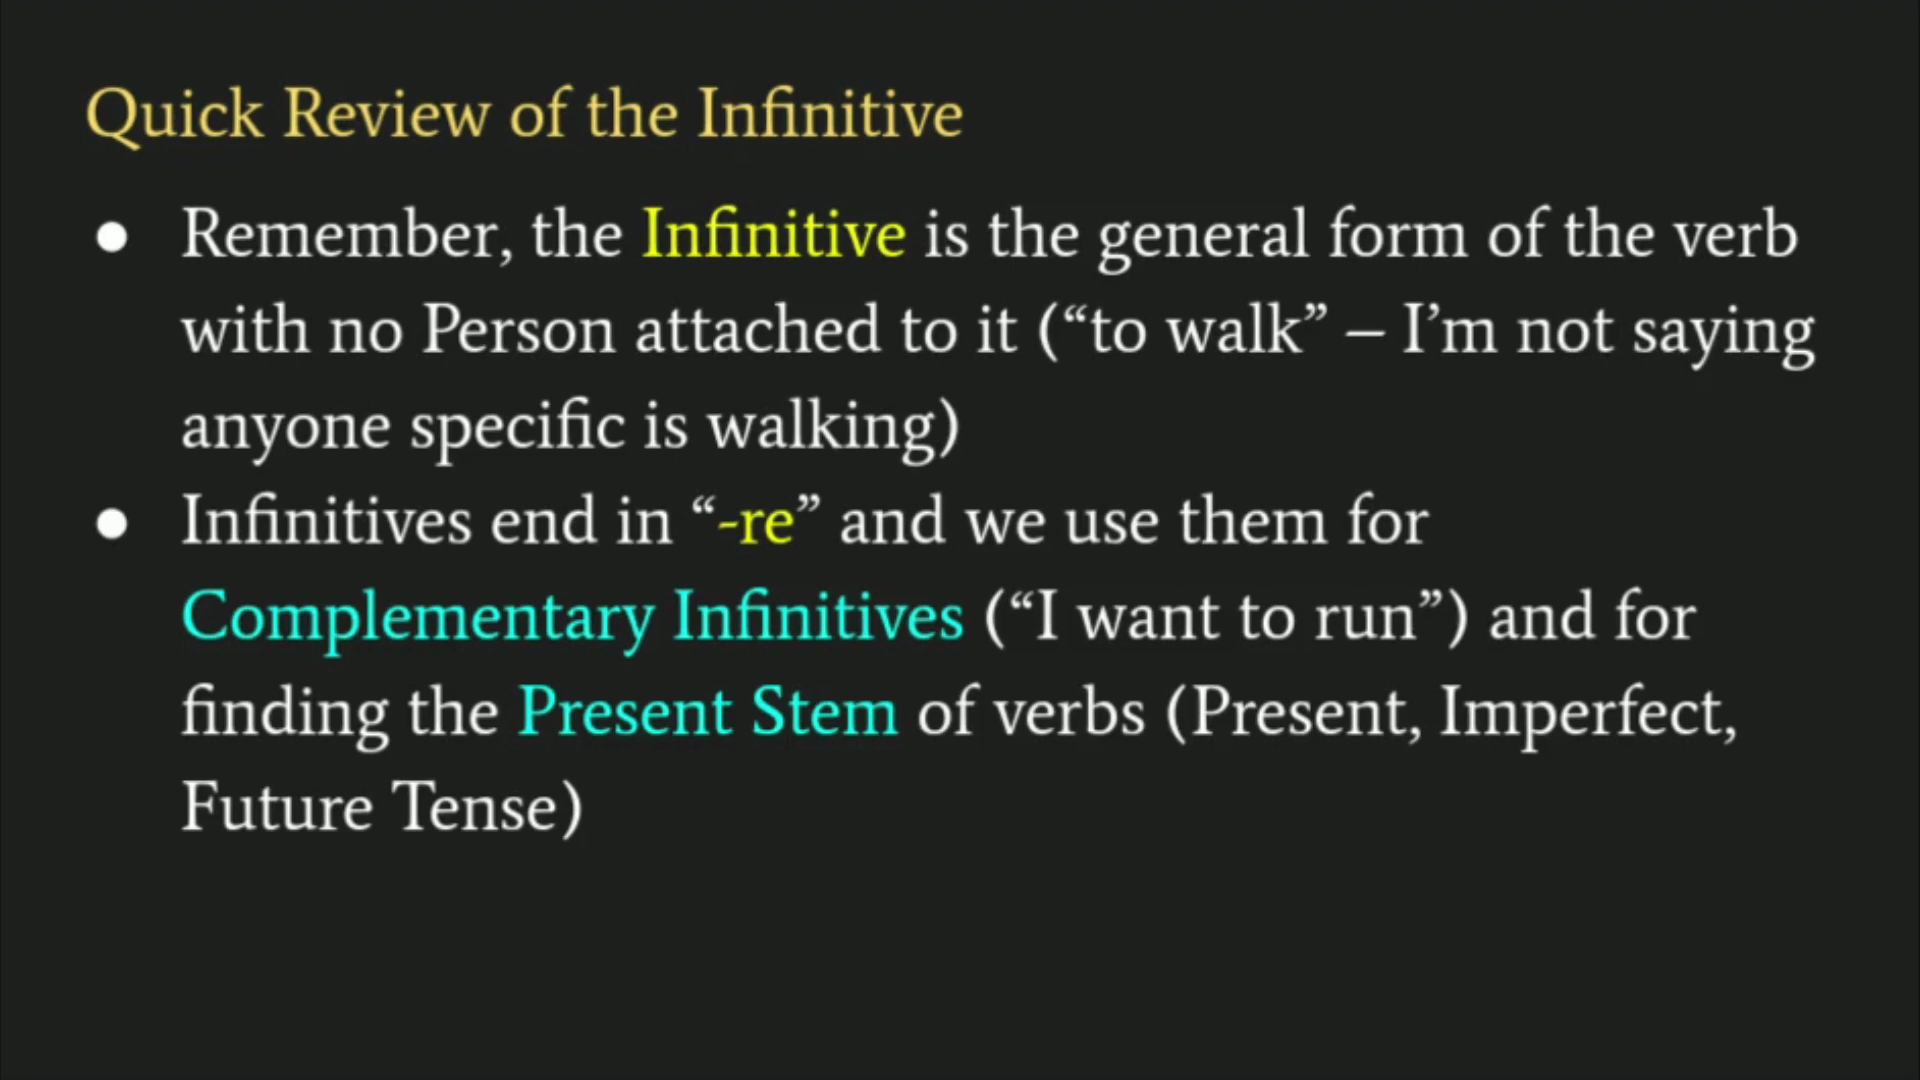 Quick Review of the Infinitive
● Remember, the Infinitive is the general form of the verb
with no Person attached to it (“to walk” – I’m not saying
anyone specific is walking)
● Infinitives end in “-re” and we use them for
Complementary Infinitives (“I want to run”) and for
finding the Present Stem of verbs (Present, Imperfect,
Future Tense)